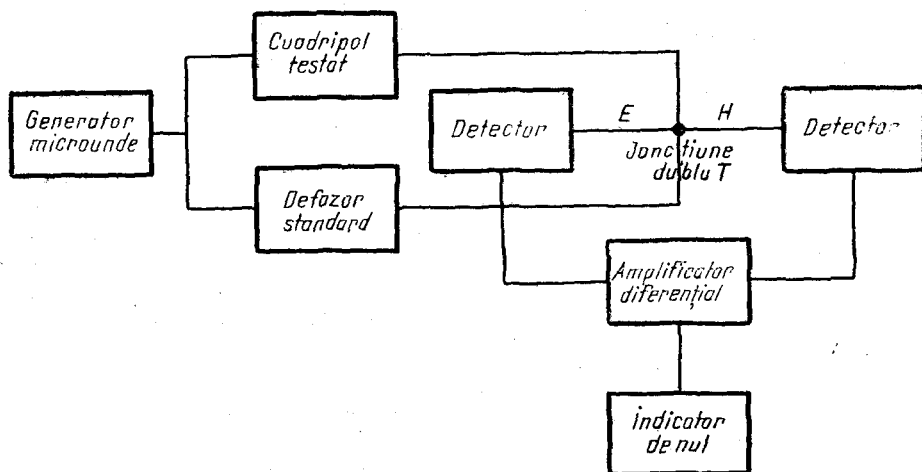 Cuadripol
testat
Generator
microunde
Detector
E
H
Detector
Joncțiune
dublu T
Defazor
standard
Amplificator
diferențial
Indicator
de nul